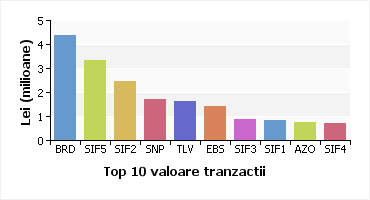 Lei (milioane)
5
4
3
2
1
0
BRD SIF5 SIF2 SNP TLV EBS SIF3 SIF1 AZO SIF4
Top 10 valoare tranzactii